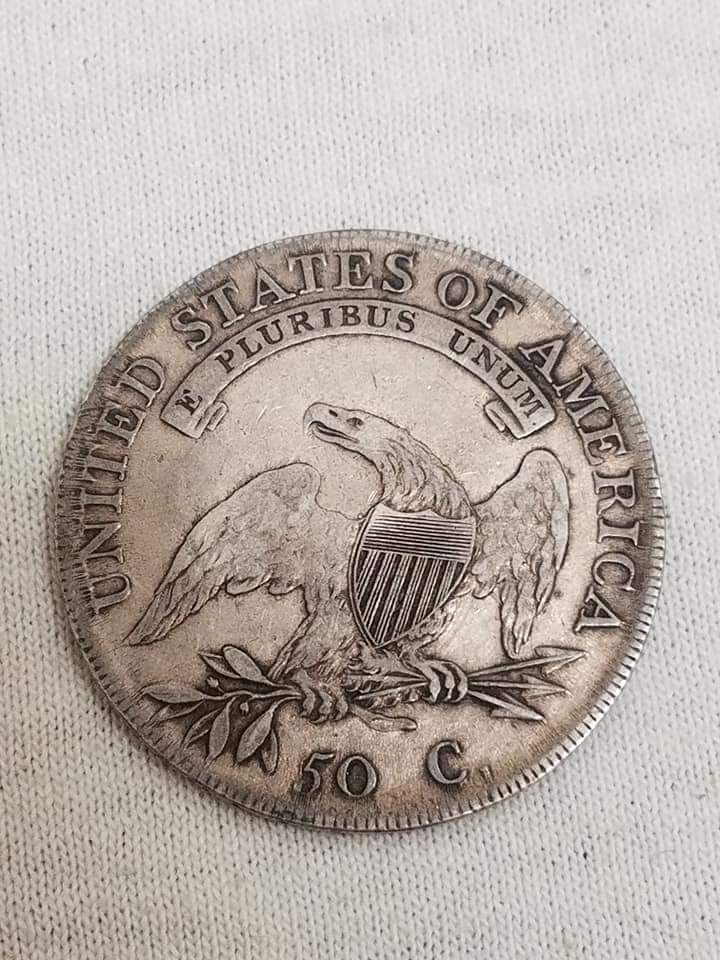 UNITED STATES OF AMERICA
E PLURIBUS UNUM
50 C